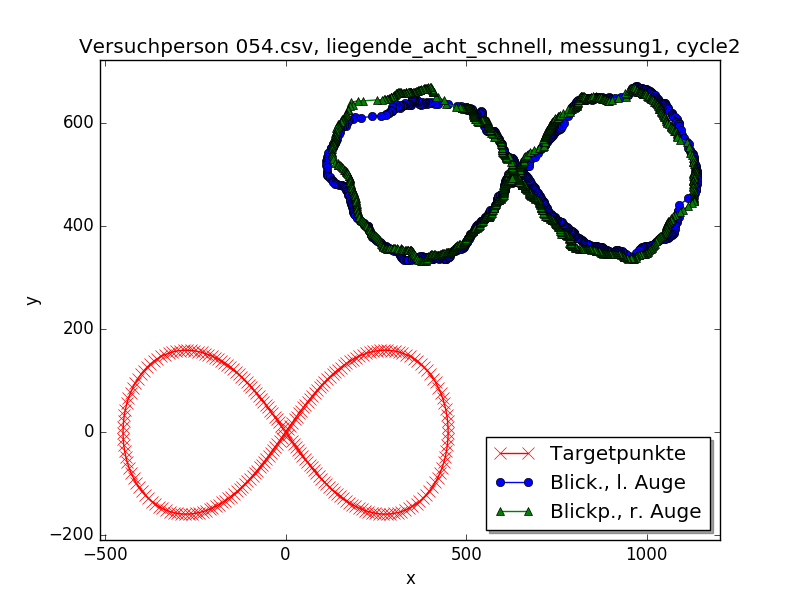 Versuchperson 054.csv, liegende_acht_schnell, messung1, cycle2
600
400
200
0
−200
y
Targetpunkte
Blick., l. Auge
Blickp., r. Auge
−500
0
500
1000
x